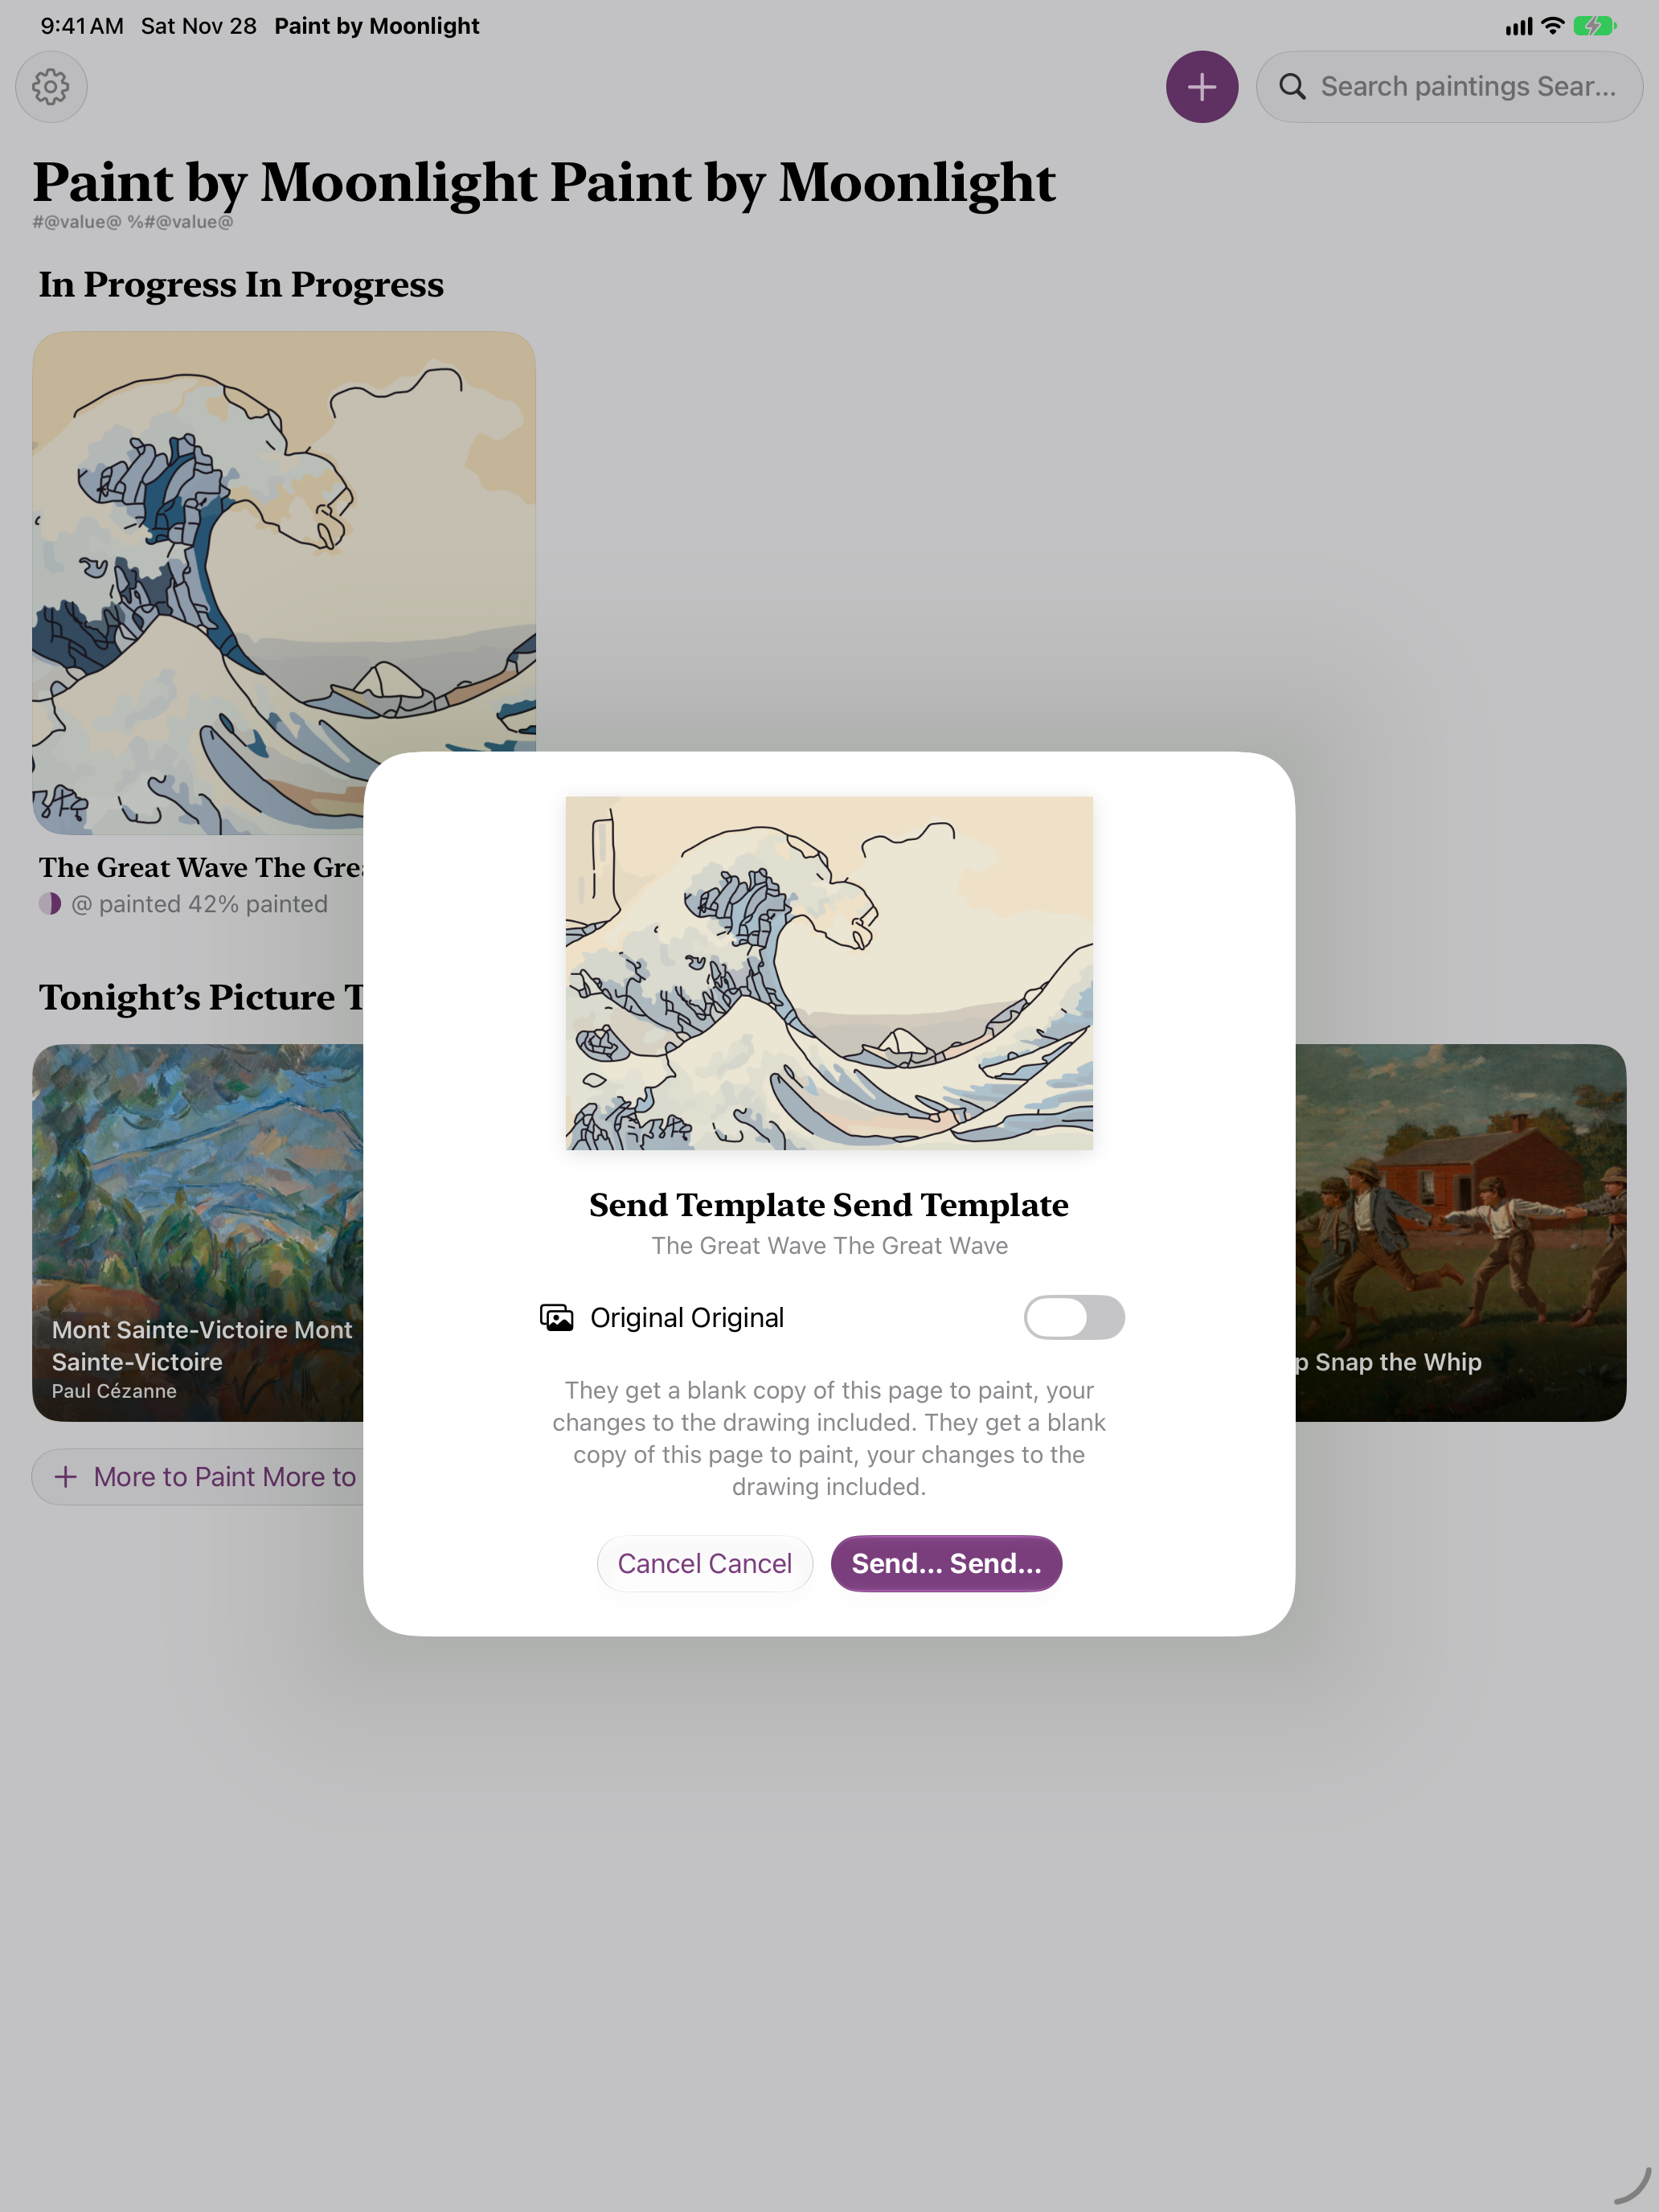 9:41 AM Sat Nov 28 Paint by Moonlight
Search paintings Sear...
Paint by Moonlight Paint by Moonlight
#@value@ %#@value@
In Progress In Progress
The Great Wave The Grea
@ painted 42% painted
Tonight’s Picture T
Mont Sainte-Victoire Mont
Sainte-Victoire
Paul Cézanne
p Snap the Whip
More to Paint More to
Send Template Send Template
The Great Wave The Great Wave
Original Original
They get a blank copy of this page to paint, your
changes to the drawing included. They get a blank
copy of this page to paint, your changes to the
drawing included.
Cancel Cancel
Send... Send...